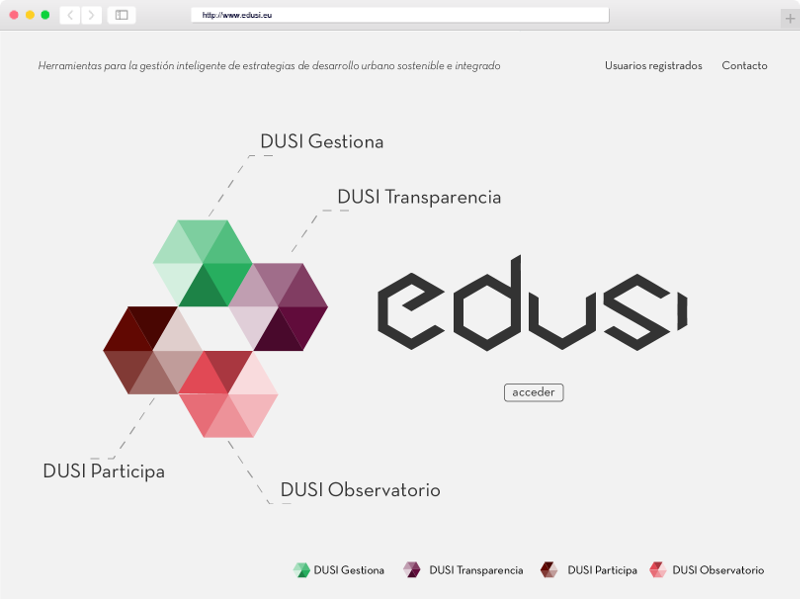 http://www.edusi.eu
Herramientas para la gestión inteligente de estrategias de desarrollo urbano sostenible e integrado
Usuarios registrados
Contacto
DUSI Gestiona
DUSI Transparencia
edusi
acceder
DUSI Participa
DUSI Observatorio
DUSI Gestiona
DUSI Transparencia
DUSI Participa
DUSI Observatorio